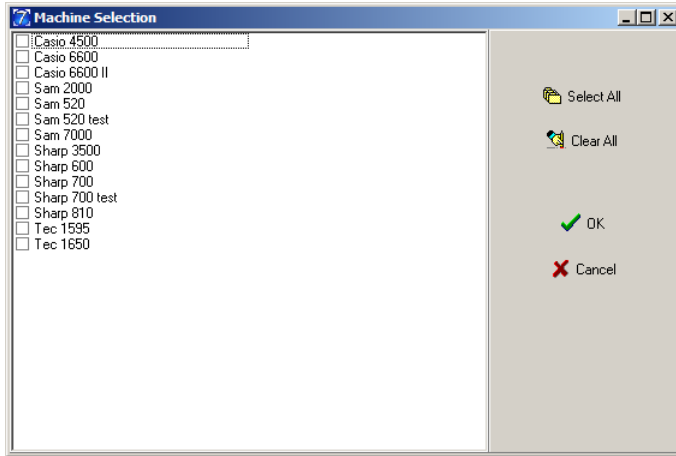 7 Machine Selection
Casio 4500
Casio 6600
Casio 6600 II
Sam 2000
Sam 520
Sam 520 test
Sam 7000
Sharp 3500
Sharp 600
Sharp 700
Sharp 700 test
Sharp 810
Tec 1595
Tec 1650
Select All
Clear All
OK
Cancel